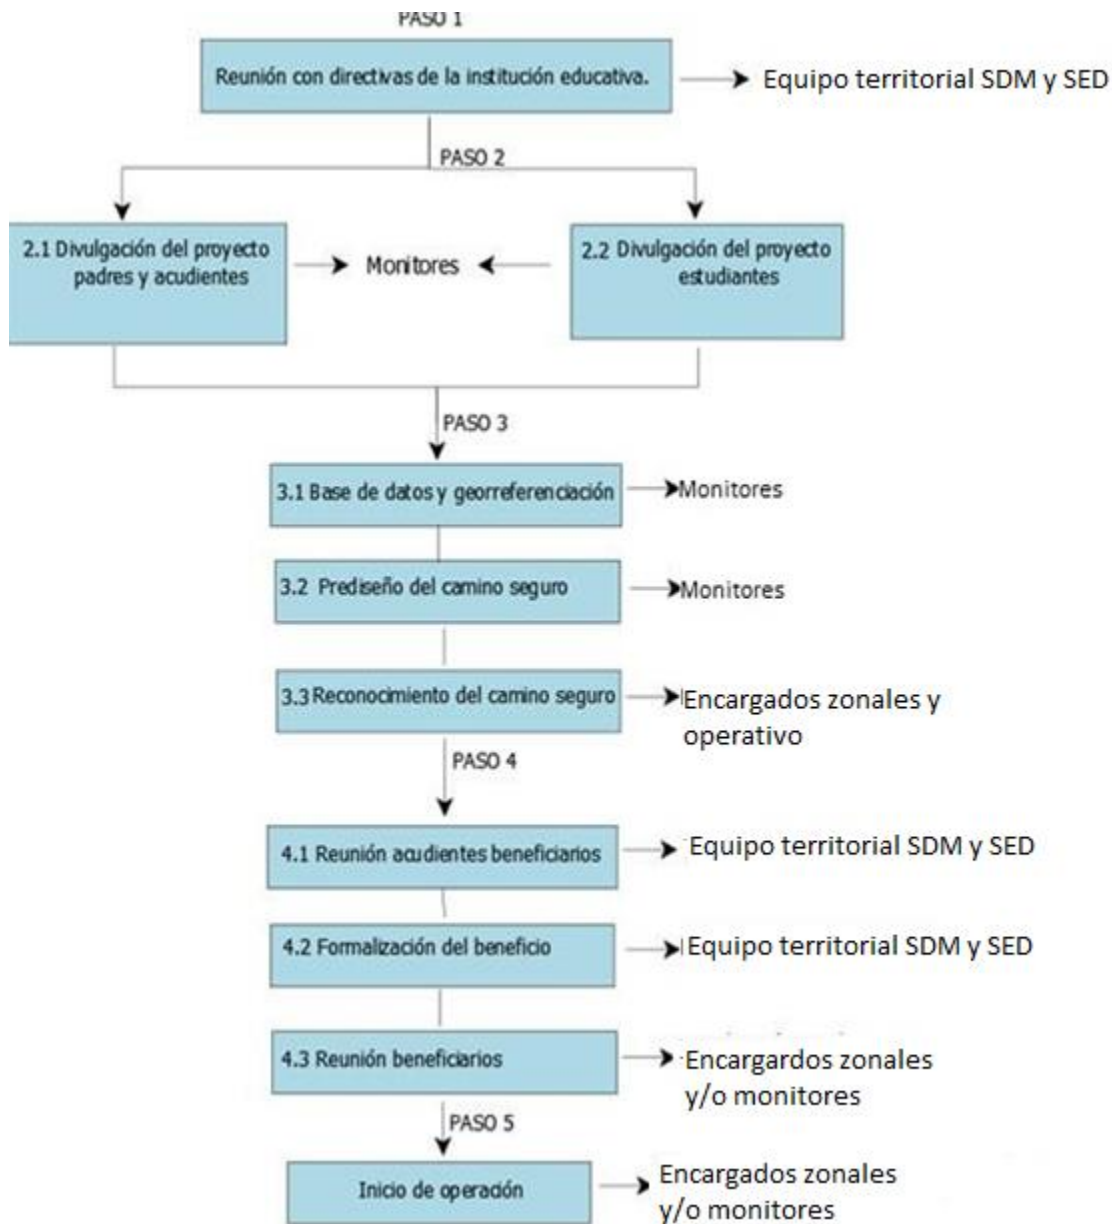 PASO 1
Reunión con directivas de la institución educativa.
Equipo territorial SDM y SED
PASO 2
2.1 Divulgación del proyecto
padres y acudientes
Monitores
2.2 Divulgación del proyecto
estudiantes
PASO 3
3.1 Base de datos y georreferenciación
Monitores
3.2 Prediseño del camino seguro
Monitores
3.3 Reconocimiento del camino seguro
Encargados zonales y
operativo
PASO 4
4.1 Reunión acudientes beneficiarios
Equipo territorial SDM y SED
4.2 Formalización del beneficio
Equipo territorial SDM y SED
4.3 Reunión beneficiarios
Encargardos zonales
y/o monitores
PASO 5
Inicio de operación
Encargados zonales
y/o monitores